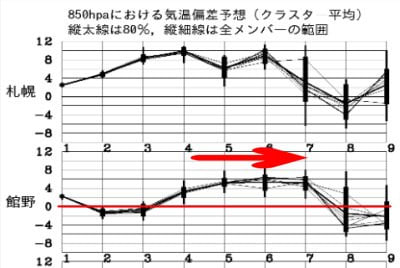 850hpaにおける気温偏差予想(クラスタ 平均)
縦太線は80%，縦細線は全メンバーの範囲
札幌
12
8
4
0
-4
-8
1 2 3 4 5 6 7 8 9
館野
12
8
4
0
-4
-8
-12
1 2 3 4 5 6 7 8 9